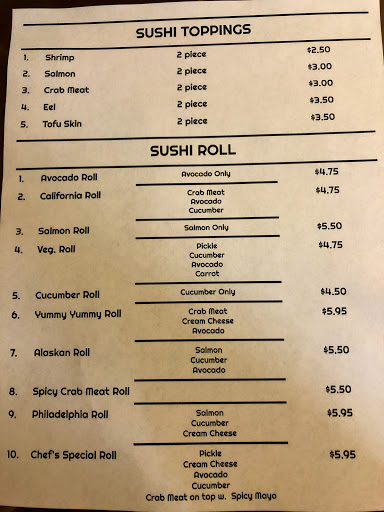 SUSHI TOPPINGS
1. Shrimp 2 piece $2.50
2. Salmon 2 piece $3.00
3. Crab Meat 2 piece $3.00
4. Eel 2 piece $3.50
5. Tofu Skin 2 piece $3.50
SUSHI ROLL
1. Avocado Roll Avocado Only $4.75
2. California Roll Crab Meat $4.75
Avocado
Cucumber
3. Salmon Roll Salmon Only $5.50
4. Veg. Roll Pickle $4.75
Cucumber
Avocado
Carrot
5. Cucumber Roll Cucumber Only $4.50
6. Yummy Yummy Roll Crab Meat $5.95
Cream Cheese
Avocado
7. Alaskan Roll Salmon $5,50
Cucumber
Avocado
8. Spicy Crab Meat Roll $5.50
9. Philadelphia Roll Salmon $5.95
Cucumber
Cream Cheese
10. Chef's Special Roll Pickle $5.95
Cream Cheese
Avocado
Cucumber
Crab Meat on top w. Spicy Mayo